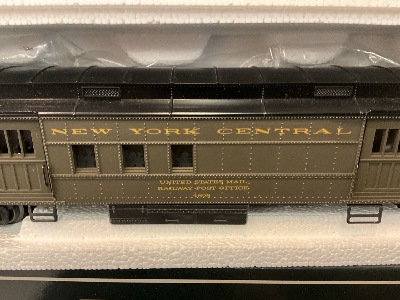 NEW YORK CENTRAL
UNITED STATES MAIL
RAILWAY POST OFFICE